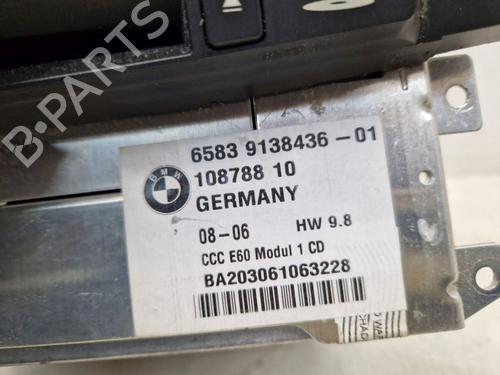 B-PARTS
6583 9138436-01
108788 10
GERMANY
BMW
08-06 HW 9.8
CCC E60 Modul 1 CD
BA203061063228